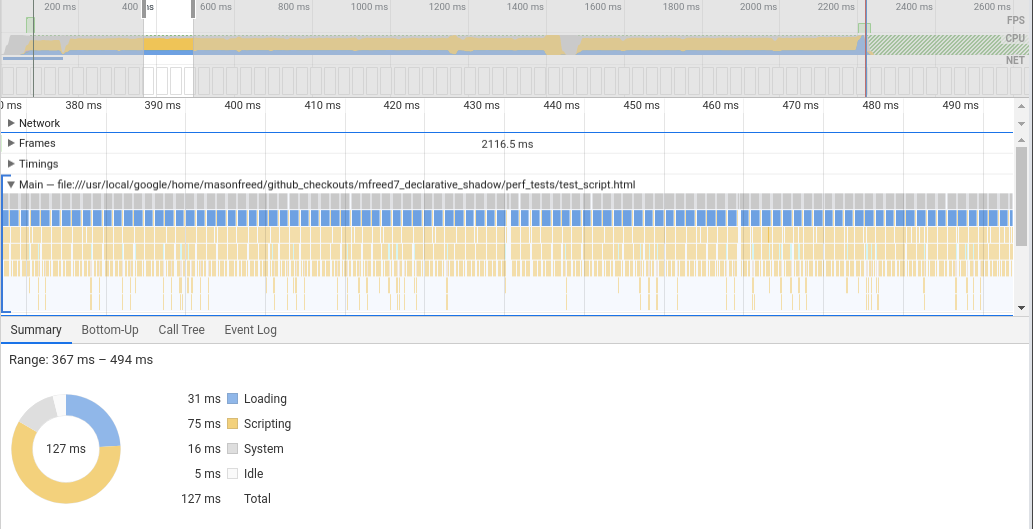 200 ms 400 ms 600 ms 800 ms 1000 ms 1200 ms 1400 ms 1600 ms 1800 ms 2000 ms 2200 ms 2400 ms 2600 ms
FPS
CPU
NET
0 ms 380 ms 390 ms 400 ms 410 ms 420 ms 430 ms 440 ms 450 ms 460 ms 470 ms 480 ms 490 ms
Network
Frames 2116.5 ms
Timings
Main — file:///usr/local/google/home/masonfreed/github_checkouts/mfreed7_declarative_shadow/perf_tests/test_script.html
Summary Bottom-Up Call Tree Event Log
Range: 367 ms – 494 ms
31 ms Loading
75 ms Scripting
127 ms
16 ms System
5 ms Idle
127 ms Total